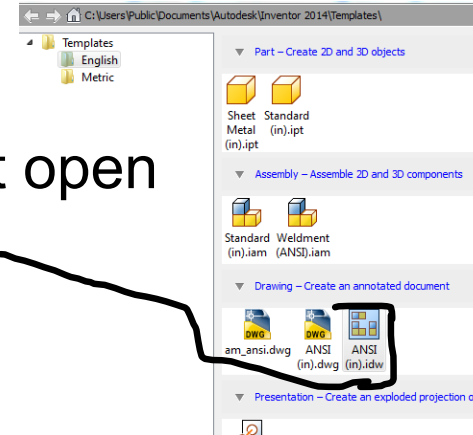 C:\Users\Public\Documents\Autodesk\Inventor 2014\Templates\
Templates
English
Metric
t open
Part – Create 2D and 3D objects
Sheet Metal (in).ipt
Standard (in).ipt
Assembly – Assemble 2D and 3D components
Standard (in).iam
Weldment (ANSI).iam
Drawing – Create an annotated document
DWG
DWG
am_ansi.dwg
ANSI (in).dwg
ANSI (in).idw
Presentation – Create an exploded projection o